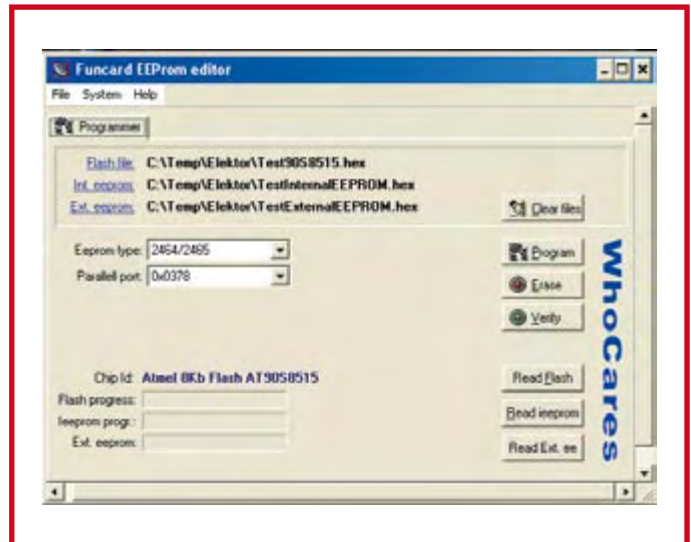 Funcard EEProm editor
File System Help
Programmer
Flash file: C:\Temp\Elektor\Test90S8515.hex
Int. eeprom: C:\Temp\Elektor\TestInternalEEPROM.hex
Ext. eeprom: C:\Temp\Elektor\TestExternalEEPROM.hex
Clear files
Eeprom type: 2464/2465
Program
Parallell port: 0x0378
Erase
Verify
WhoCares
Chip Id: Atmel 8Kb Flash AT90S8515
Read Flash
Flash progress:
Ieeprom progr.:
Read ieeprom
Ext. eeprom:
Read Ext. ee